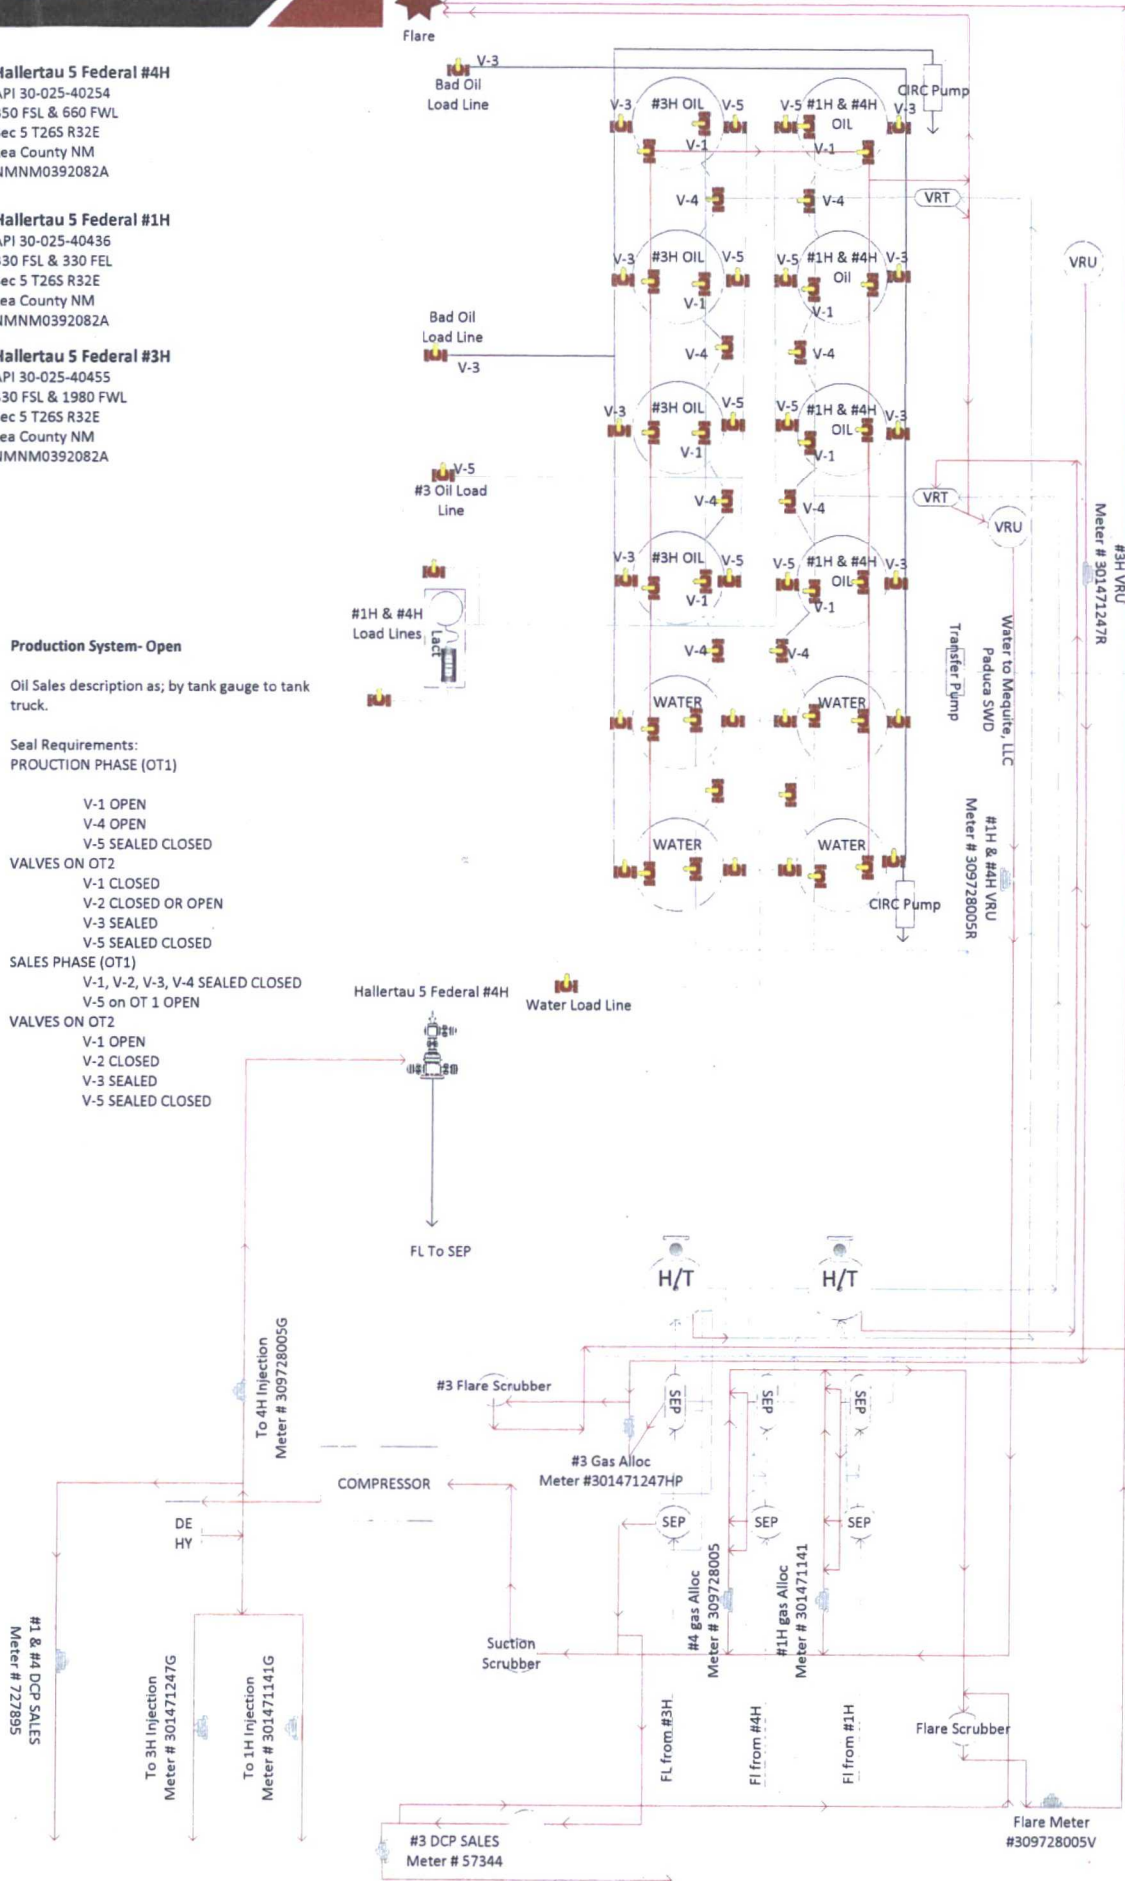 Flare
Hallertau 5 Federal #4H
API 30-025-40254
350 FSL & 660 FWL
Sec 5 T26S R32E
Lea County NM
NMNM0392082A
Hallertau 5 Federal #1H
API 30-025-40436
330 FSL & 330 FEL
Sec 5 T26S R32E
Lea County NM
NMNM0392082A
Hallertau 5 Federal #3H
API 30-025-40455
330 FSL & 1980 FWL
Sec 5 T26S R32E
Lea County NM
NMNM0392082A
V-3
Bad Oil
Load Line
Bad Oil
Load Line
V-3
V-5
#3 Oil Load
Line
#1H & #4H
Load Lines
Lact
CIRC Pump
V-3
#3H OIL
V-5
V-5
#1H & #4H
OIL
V-3
V-1
V-1
V-4
V-4
VRT
V-3
#3H OIL
V-5
V-5
#1H & #4H
Oil
V-3
V-1
V-1
V-4
V-4
VRU
V-3
#3H OIL
V-5
V-5
#1H & #4H
OIL
V-3
V-1
V-1
V-4
V-4
VRT
VRU
V-3
#3H OIL
V-5
V-5
#1H & #4H
OIL
V-3
V-1
V-1
V-4
V-4
WATER
WATER
WATER
WATER
CIRC Pump
#3H VRU
Meter # 301471247R
Water to Mequite, LLC
Paduca SWD
Transfer Pump
#1H & #4H VRU
Meter # 309728005R
Production System- Open
Oil Sales description as; by tank gauge to tank
truck.
Seal Requirements:
PROUCTION PHASE (OT1)
V-1 OPEN
V-4 OPEN
V-5 SEALED CLOSED
VALVES ON OT2
V-1 CLOSED
V-2 CLOSED OR OPEN
V-3 SEALED
V-5 SEALED CLOSED
SALES PHASE (OT1)
V-1, V-2, V-3, V-4 SEALED CLOSED
V-5 on OT 1 OPEN
VALVES ON OT2
V-1 OPEN
V-2 CLOSED
V-3 SEALED
V-5 SEALED CLOSED
Hallertau 5 Federal #4H
Water Load Line
FL To SEP
H/T
H/T
To 4H Injection
Meter # 309728005G
#3 Flare Scrubber
SEP
SEP
SEP
#3 Gas Alloc
Meter #301471247HP
COMPRESSOR
DE
HY
SEP
SEP
SEP
#4 gas Alloc
Meter # 309728005
#1H gas Alloc
Meter # 301471141
Suction
Scrubber
#1 & #4 DCP SALES
Meter # 727895
To 3H Injection
Meter # 301471247G
To 1H Injection
Meter # 301471141G
FL from #3H
Fl from #4H
Fl from #1H
Flare Scrubber
#3 DCP SALES
Meter # 57344
Flare Meter
#309728005V